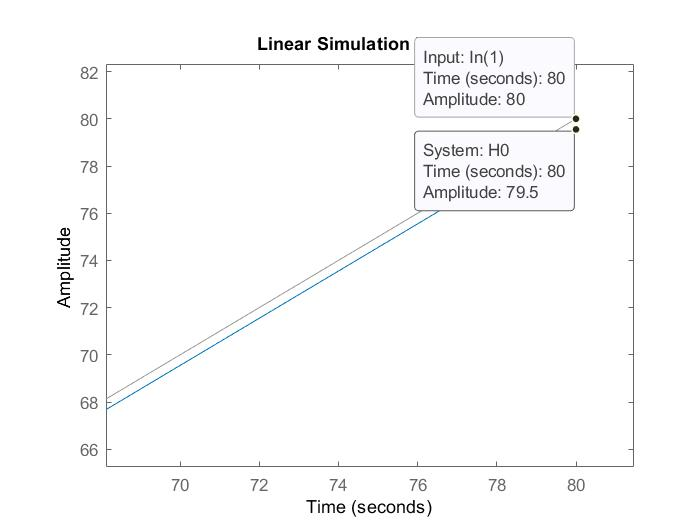 Linear Simulation
Input: In(1)
Time (seconds): 80
Amplitude: 80
System: H0
Time (seconds): 80
Amplitude: 79.5
Amplitude
82
80
78
76
74
72
70
68
66
70 72 74 76 78 80
Time (seconds)